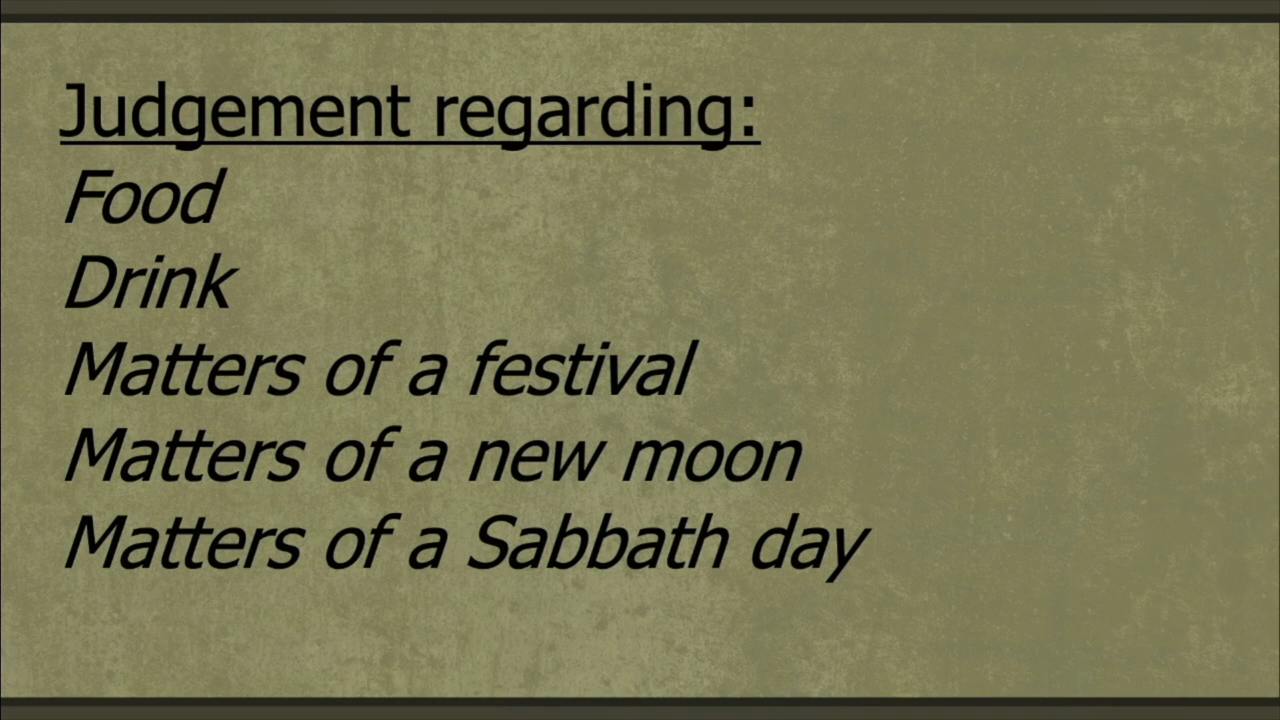 Judgement regarding:
Food
Drink
Matters of a festival
Matters of a new moon
Matters of a Sabbath day